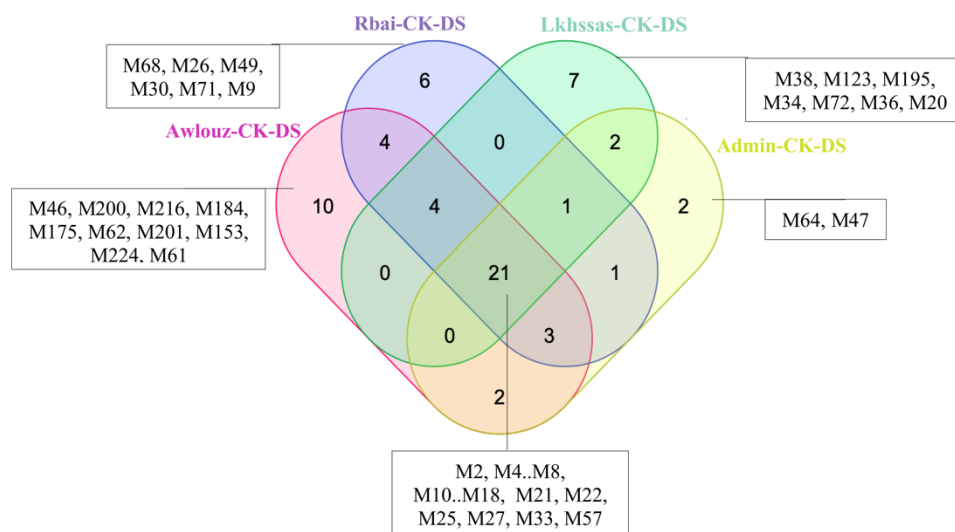 Rbai-CK-DS
Lkhssas-CK-DS
M68, M26, M49,
M30, M71, M9
M38, M123, M195,
M34, M72, M36, M20
Awlouz-CK-DS
Admin-CK-DS
6
7
4
0
2
10
4
1
2
M46, M200, M216, M184,
M175, M62, M201, M153,
M224, M61
M64, M47
0
21
1
0
3
2
M2, M4..M8,
M10..M18, M21, M22,
M25, M27, M33, M57